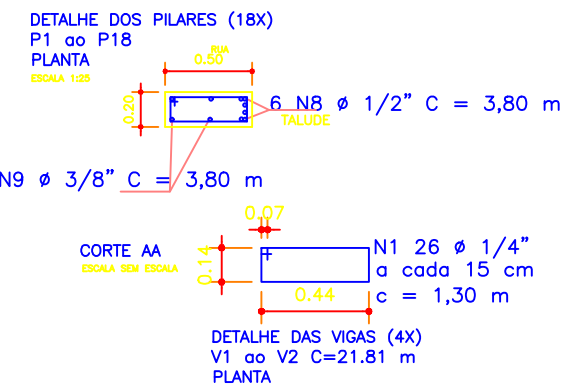 DETALHE DOS PILARES (18X)
P1 ao P18
PLANTA
ESCALA 1:25
RUA
0.50
0.20
6 N8 ø 1/2" C = 3,80 m
TALUDE
N9 ø 3/8" C = 3,80 m
0.07
CORTE AA
ESCALA SEM ESCALA
0.14
N1 26 ø 1/4"
a cada 15 cm
c = 1,30 m
0.44
DETALHE DAS VIGAS (4X)
V1 ao V2 C=21.81 m
PLANTA